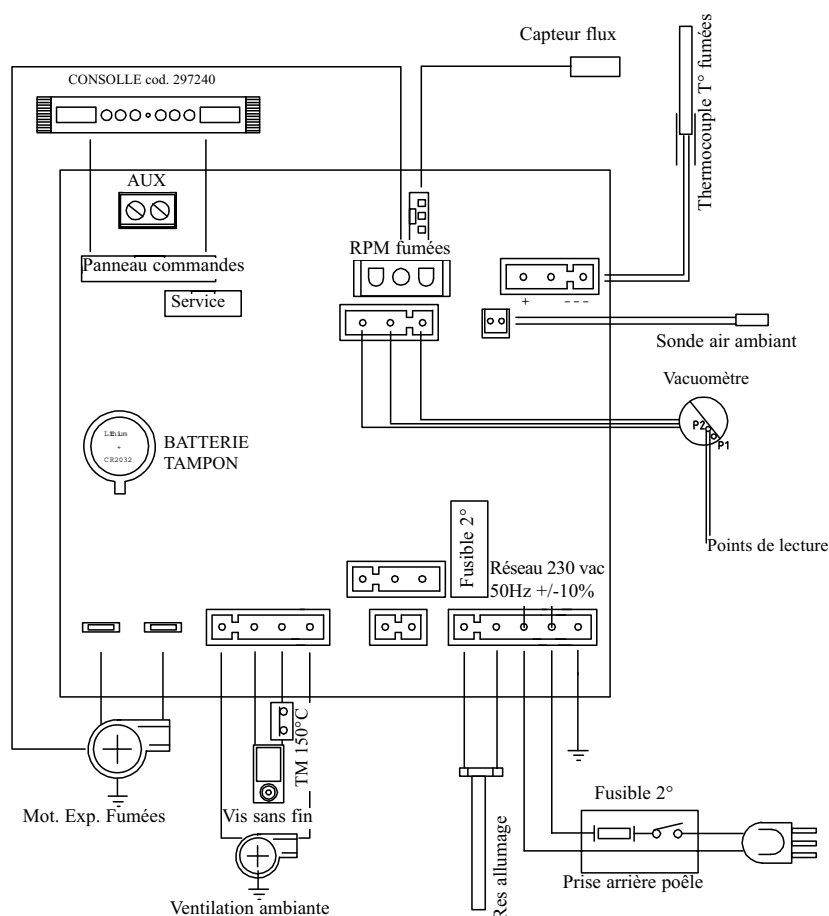 Capteur flux
CONSOLLE cod. 297240
Thermocouple T° fumées
AUX
RPM fumées
Panneau commandes
Service
+ ---
Sonde air ambiant
Vacuomètre
P2
P1
Lithium
+
CR2032
BATTERIE
TAMPON
Fusible 2°
Points de lecture
Réseau 230 vac
50Hz +/-10%
TM 150°C
Fusible 2°
Mot. Exp. Fumées
Vis sans fin
Res allumage
Prise arrière poêle
Ventilation ambiante